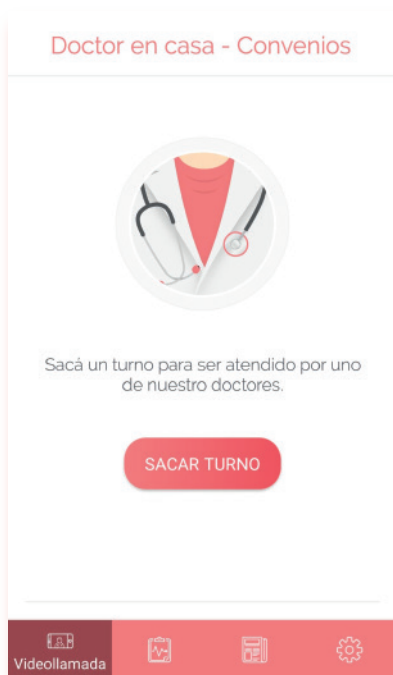 Doctor en casa - Convenios
Sacá un turno para ser atendido por uno
de nuestro doctores.
SACAR TURNO
Videollamada